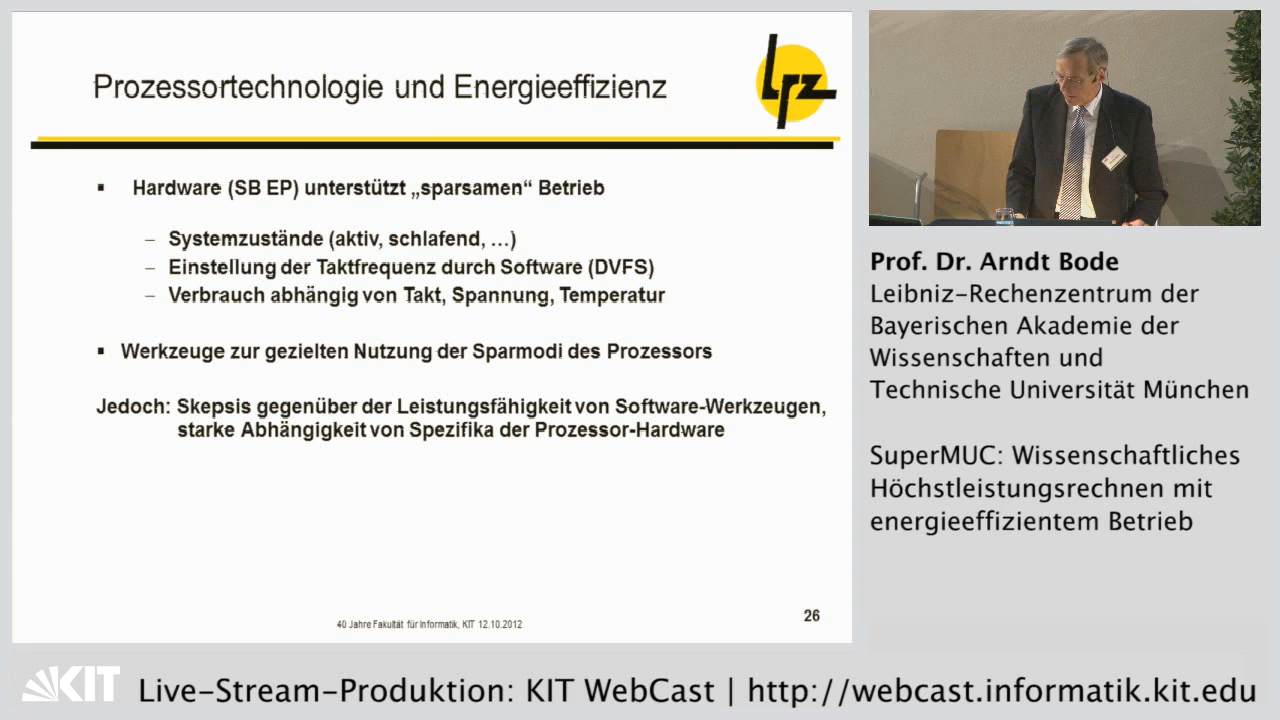 Prozessortechnologie und Energieeffizienz
lrz
▪ Hardware (SB EP) unterstützt „sparsamen“ Betrieb
– Systemzustände (aktiv, schlafend, …)
– Einstellung der Taktfrequenz durch Software (DVFS)
– Verbrauch abhängig von Takt, Spannung, Temperatur
▪ Werkzeuge zur gezielten Nutzung der Sparmodi des Prozessors
Jedoch: Skepsis gegenüber der Leistungsfähigkeit von Software-Werkzeugen,
starke Abhängigkeit von Spezifika der Prozessor-Hardware
40 Jahre Fakultät für Informatik, KIT 12.10.2012
26
Prof. Dr. Arndt Bode
Leibniz-Rechenzentrum der
Bayerischen Akademie der
Wissenschaften und
Technische Universität München
SuperMUC: Wissenschaftliches
Höchstleistungsrechnen mit
energieeffizientem Betrieb
KIT
Live-Stream-Produktion: KIT WebCast | http://webcast.informatik.kit.edu